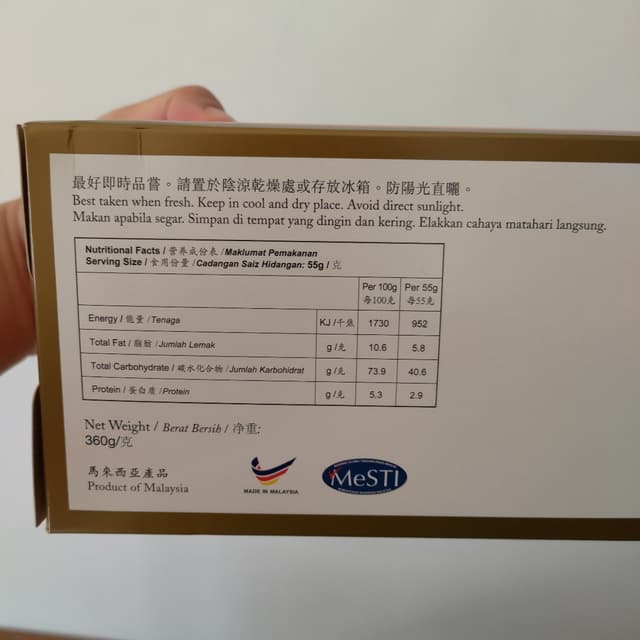 最好即時品嘗。請置於陰涼乾燥處或存放冰箱。防陽光直曬。
Best taken when fresh. Keep in cool and dry place. Avoid direct sunlight.
Makan apabila segar. Simpan di tempat yang dingin dan kering. Elakkan cahaya matahari langsung.
Nutritional Facts / 营养成份表 / Maklumat Pemakanan
Serving Size / 食用份量 / Cadangan Saiz Hidangan: 55g / 克
Per 100g Per 55g
每100克 每55克
Energy / 能量 / Tenaga KJ / 千焦 1730 952
Total Fat / 脂肪 / Jumlah Lemak g /克 10.6 5.8
Total Carbohydrate / 碳水化合物 / Jumlah Karbohidrat g /克 73.9 40.6
Protein / 蛋白质 / Protein g /克 5.3 2.9
Net Weight / Berat Bersih / 净重:
360g/克
馬來西亞產品
Product of Malaysia
MADE IN MALAYSIA
MeSTI